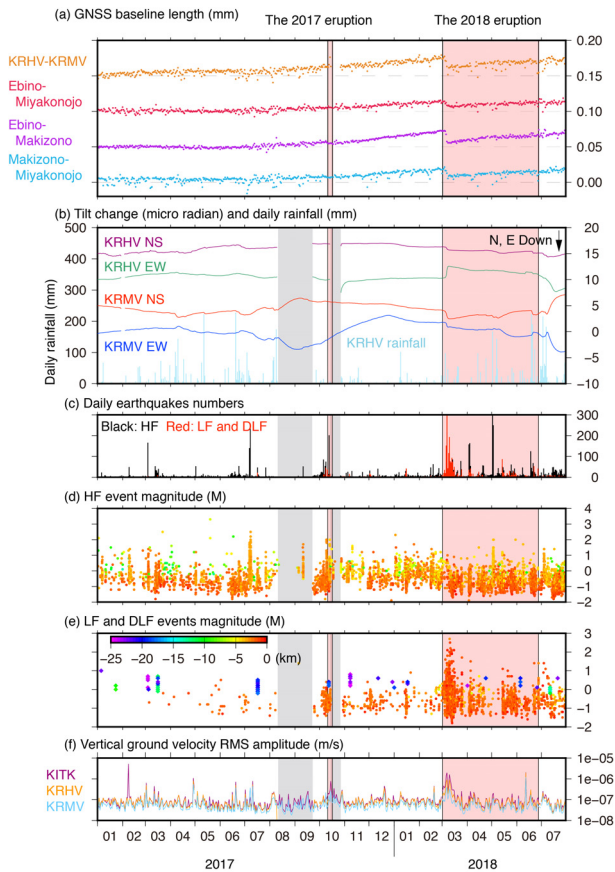 (a) GNSS baseline length (mm)
The 2017 eruption
The 2018 eruption
KRHV-KRMV
Ebino-
Miyakonojo
Ebino-
Makizono
Makizono-
Miyakonojo
0.20
0.15
0.10
0.05
0.00
(b) Tilt change (micro radian) and daily rainfall (mm)
Daily rainfall (mm)
500
400
300
200
100
0
KRHV NS
KRHV EW
KRMV NS
KRMV EW
KRHV rainfall
N, E Down
20
15
10
5
0
−5
−10
(c) Daily earthquakes numbers
Black: HF Red: LF and DLF
300
200
100
0
(d) HF event magnitude (M)
4
3
2
1
0
−1
−2
(e) LF and DLF events magnitude (M)
−25 −20 −15 −10 −5 0 (km)
3
2
1
0
−1
−2
(f) Vertical ground velocity RMS amplitude (m/s)
KITK
KRHV
KRMV
1e−05
1e−06
1e−07
1e−08
01 02 03 04 05 06 07 08 09 10 11 12 01 02 03 04 05 06 07
2017 2018